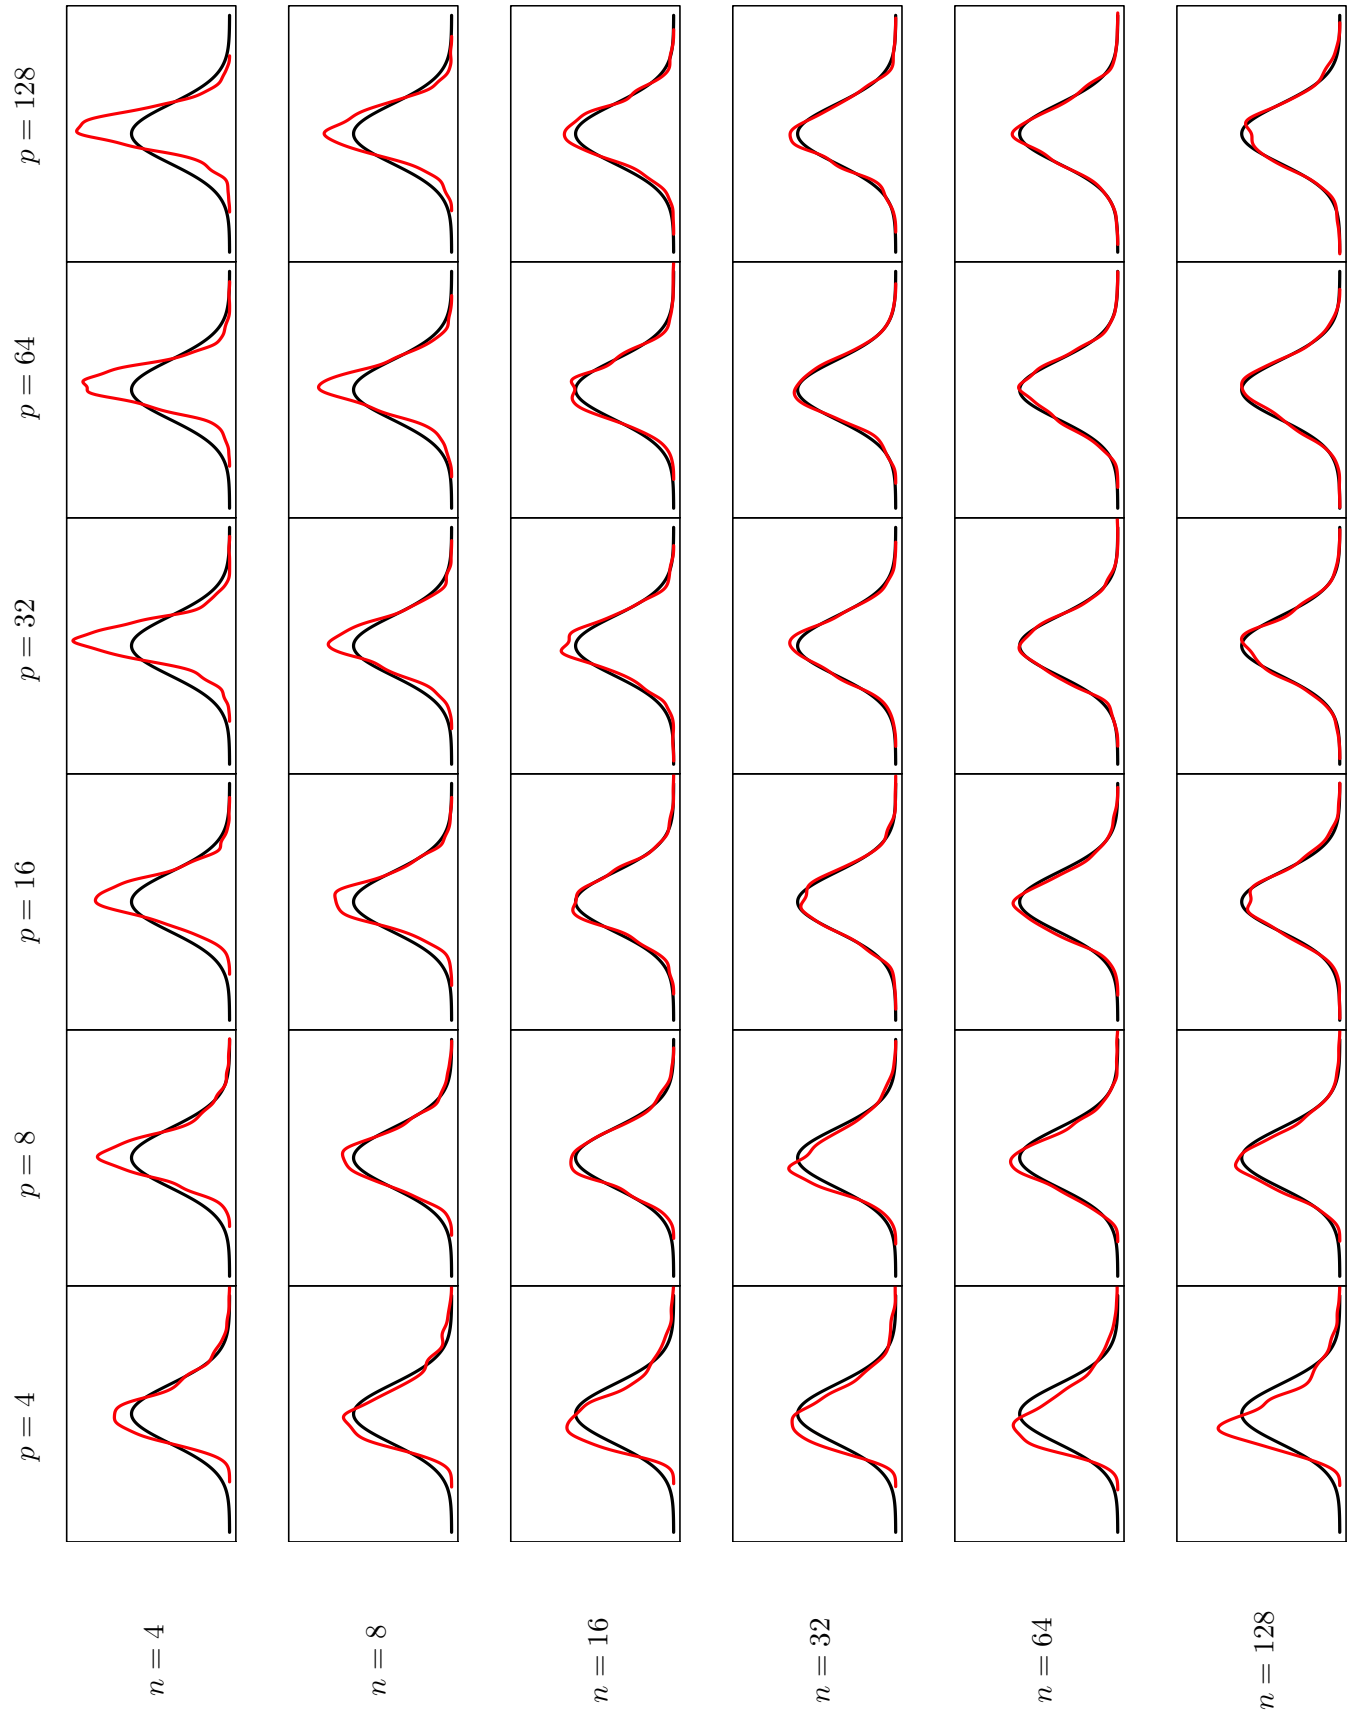 p = 4
p = 8
p = 16
p = 32
p = 64
p = 128
n = 4
n = 8
n = 16
n = 32
n = 64
n = 128